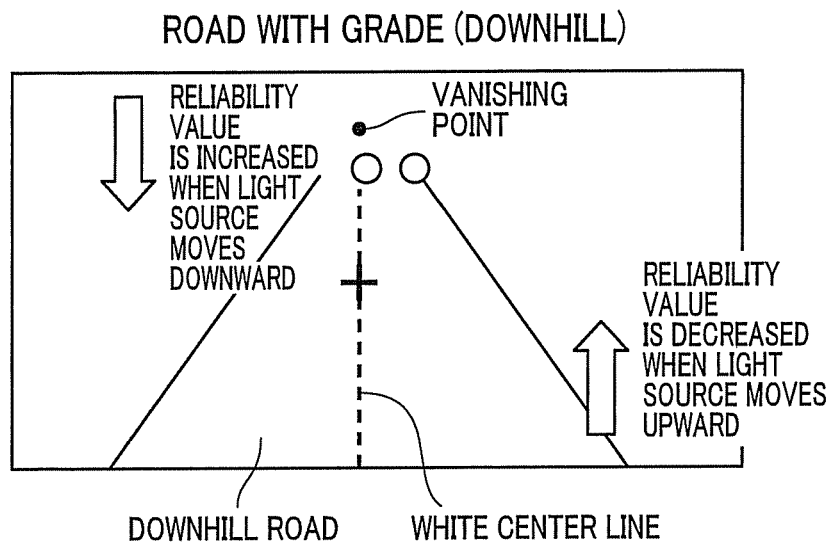 ROAD WITH GRADE (DOWNHILL)
RELIABILITY
VALUE
IS INCREASED
WHEN LIGHT
SOURCE
MOVES
DOWNWARD
VANISHING
POINT
RELIABILITY
VALUE
IS DECREASED
WHEN LIGHT
SOURCE MOVES
UPWARD
DOWNHILL ROAD
WHITE CENTER LINE